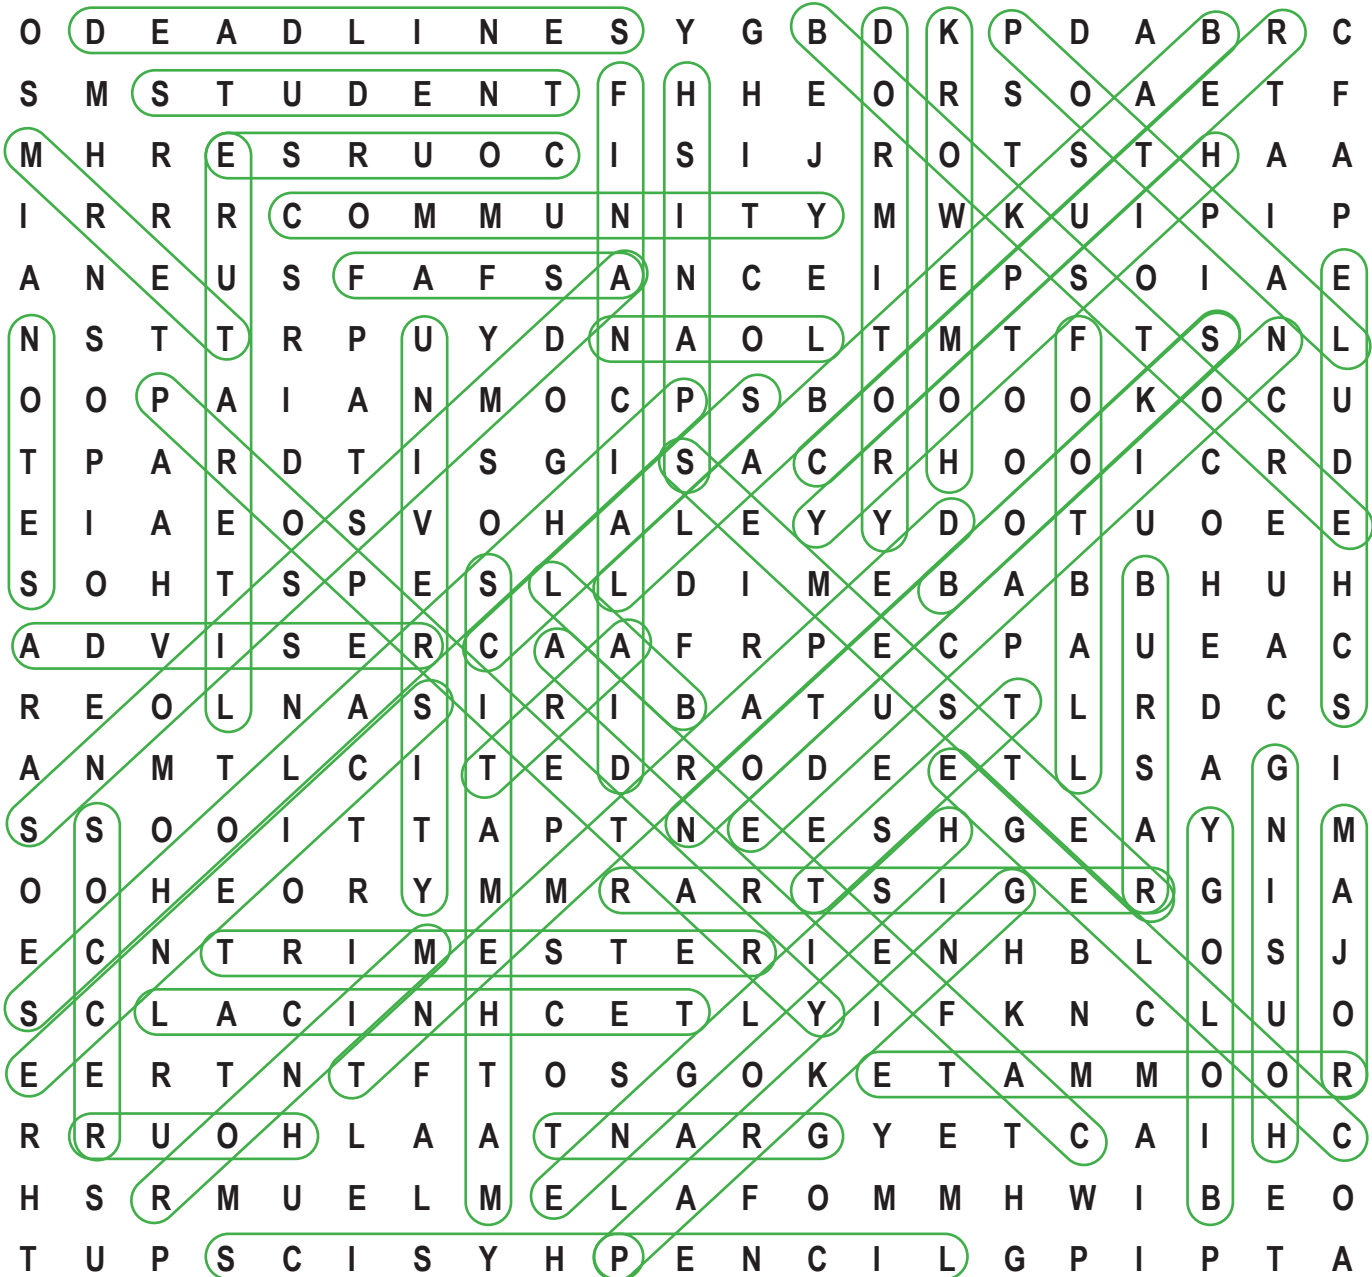 O D E A D L I N E S Y G B D K P D A B R C
S M S T U D E N T F H H E O R S O A E T F
M H R E S R U O C I S I J R O T S T H A A
I R R R C O M M U N I T Y M W K U I P I P
A N E U S F A F S A N C E I E P S O I A E
N S T T R P U Y D N A O L T M T F T S N L
O O P A I A N M O C P S B O O O O K O C U
T P A R D T I S G I S A C R H O O I C R D
E I A E O S V O H A L E Y Y D O T U O E E
S O H T S P E S L L D I M E B A B B H U H
A D V I S E R C A A F R P E C P A U E A C
R E O L N A S I R I B A T U S T L R D C S
A N M T L C I T E D R O D E E T L S A G I
S S O O I T T A P T N E E S H G E A Y N M
O O H E O R Y M M R A R T S I G E R G I A
E C N T R I M E S T E R I E N H B L O S J
S C L A C I N H C E T L Y I F K N C L U O
E E R T N T F T O S G O K E T A M M O O R
R R U O H L A A T N A R G Y E T C A I H C
H S R M U E L M E L A F O M M H W I B E O
T U P S C I S Y H P E N C I L G P I P T A